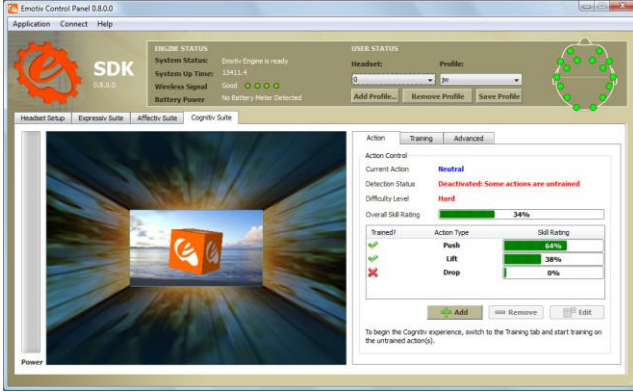 Emotiv Control Panel 0.8.0.0
Application Connect Help
SDK
0.8.0.0
ENGINE STATUS
System Status: Emotiv Engine is ready
System Up Time: 13411.4
Wireless Signal Good
Battery Power No Battery Meter Detected
USER STATUS
Headset: Profile:
0 jw
Add Profile... Remove Profile Save Profile
Headset Setup Expressiv Suite Affectiv Suite Cognitiv Suite
Power
Action Training Advanced
Action Control
Current Action Neutral
Detection Status Deactivated: Some actions are untrained
Difficulty Level Hard
Overall Skill Rating 34%
Trained? Action Type Skill Rating
Push 64%
Lift 38%
Drop 0%
Add Remove Edit
To begin the Cognitiv experience, switch to the Training tab and start training on
the untrained action(s).